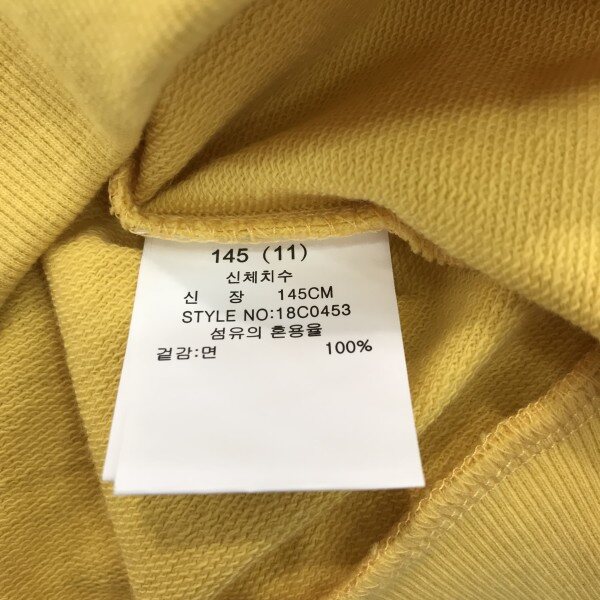 145 (11)
신체치수
신 장 145CM
STYLE NO:18C0453
섬유의 혼용율
겉감:면 100%